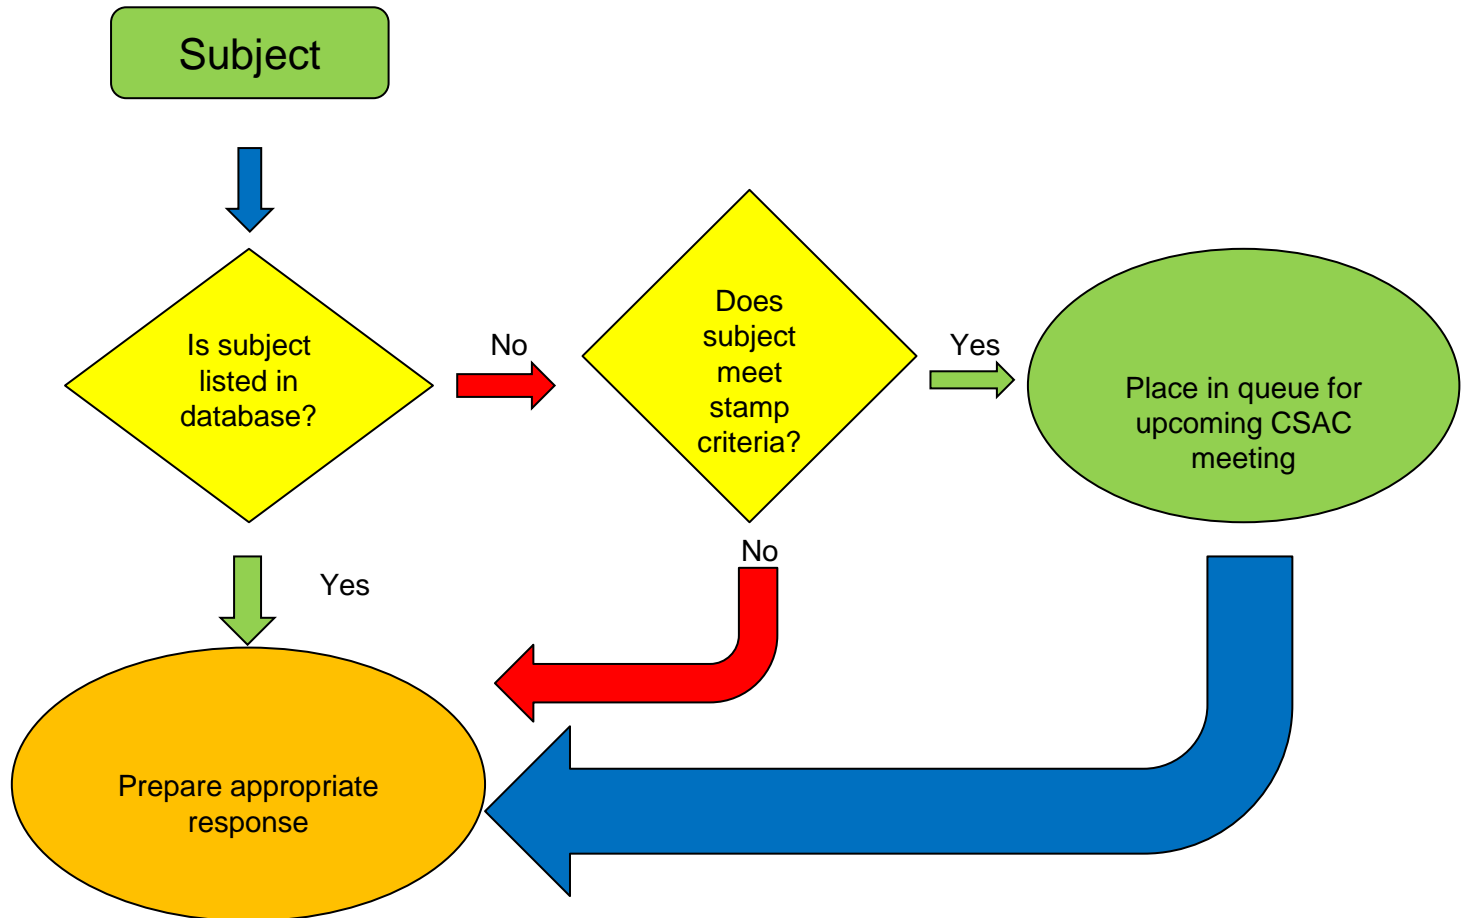 Subject
Is subject
listed in
database?
No
Does
subject
meet
stamp
criteria?
Yes
Place in queue for
upcoming CSAC
meeting
No
Yes
Prepare appropriate
response